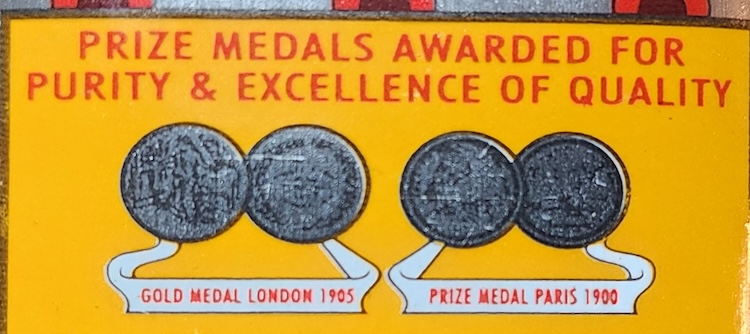 PRIZE MEDALS AWARDED FOR
PURITY & EXCELLENCE OF QUALITY
GOLD MEDAL LONDON 1905
PRIZE MEDAL PARIS 1900